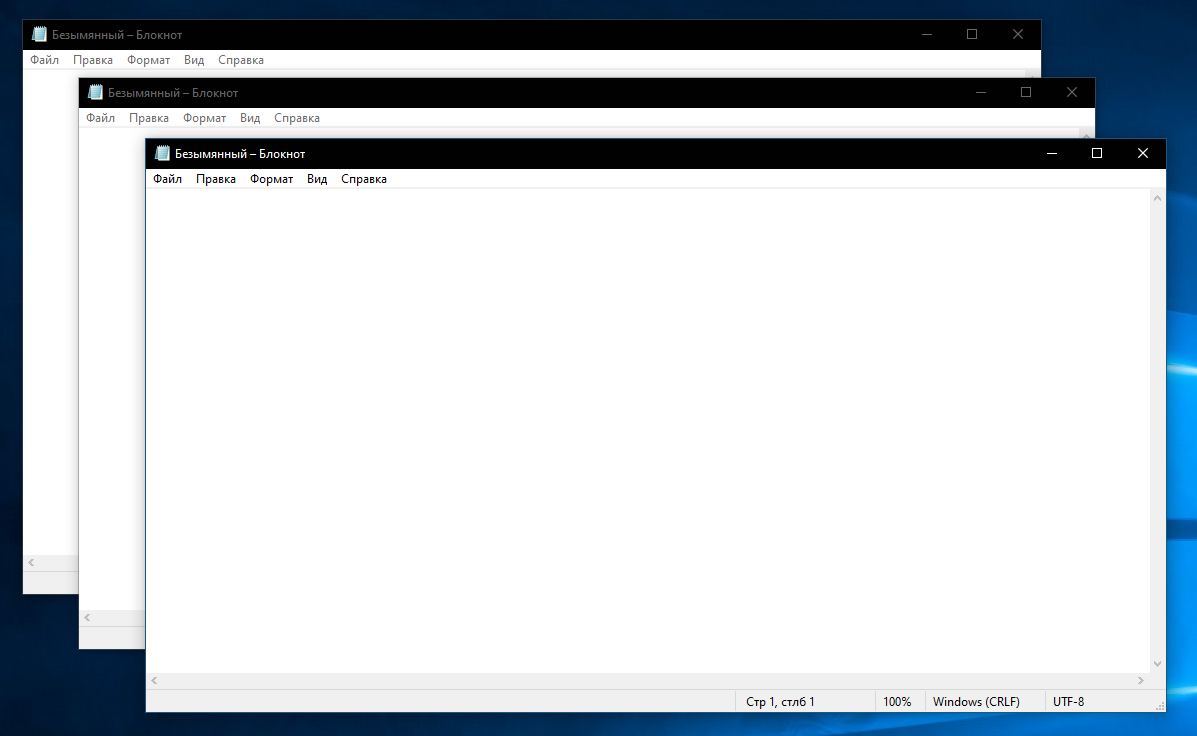 Безымянный – Блокнот
Файл Правка Формат Вид Справка
Безымянный – Блокнот
Файл Правка Формат Вид Справка
Безымянный – Блокнот
Файл Правка Формат Вид Справка
Стр 1, стлб 1 100% Windows (CRLF) UTF-8